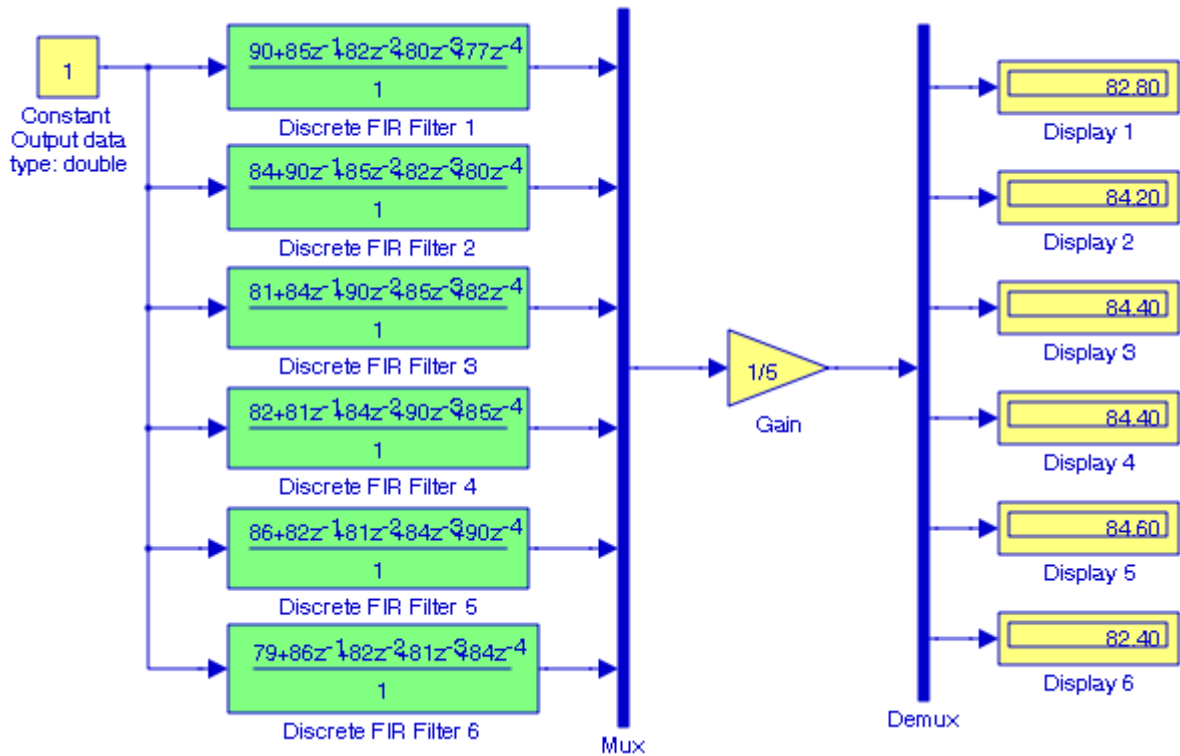 1
Constant
Output data
type: double
90+85z⁻¹+82z⁻²+80z⁻³+77z⁻⁴
1
Discrete FIR Filter 1
84+90z⁻¹+85z⁻²+82z⁻³+80z⁻⁴
1
Discrete FIR Filter 2
81+84z⁻¹+90z⁻²+85z⁻³+82z⁻⁴
1
Discrete FIR Filter 3
82+81z⁻¹+84z⁻²+90z⁻³+85z⁻⁴
1
Discrete FIR Filter 4
86+82z⁻¹+81z⁻²+84z⁻³+90z⁻⁴
1
Discrete FIR Filter 5
79+86z⁻¹+82z⁻²+81z⁻³+84z⁻⁴
1
Discrete FIR Filter 6
Mux
1/5
Gain
Demux
82.80
Display 1
84.20
Display 2
84.40
Display 3
84.40
Display 4
84.60
Display 5
82.40
Display 6